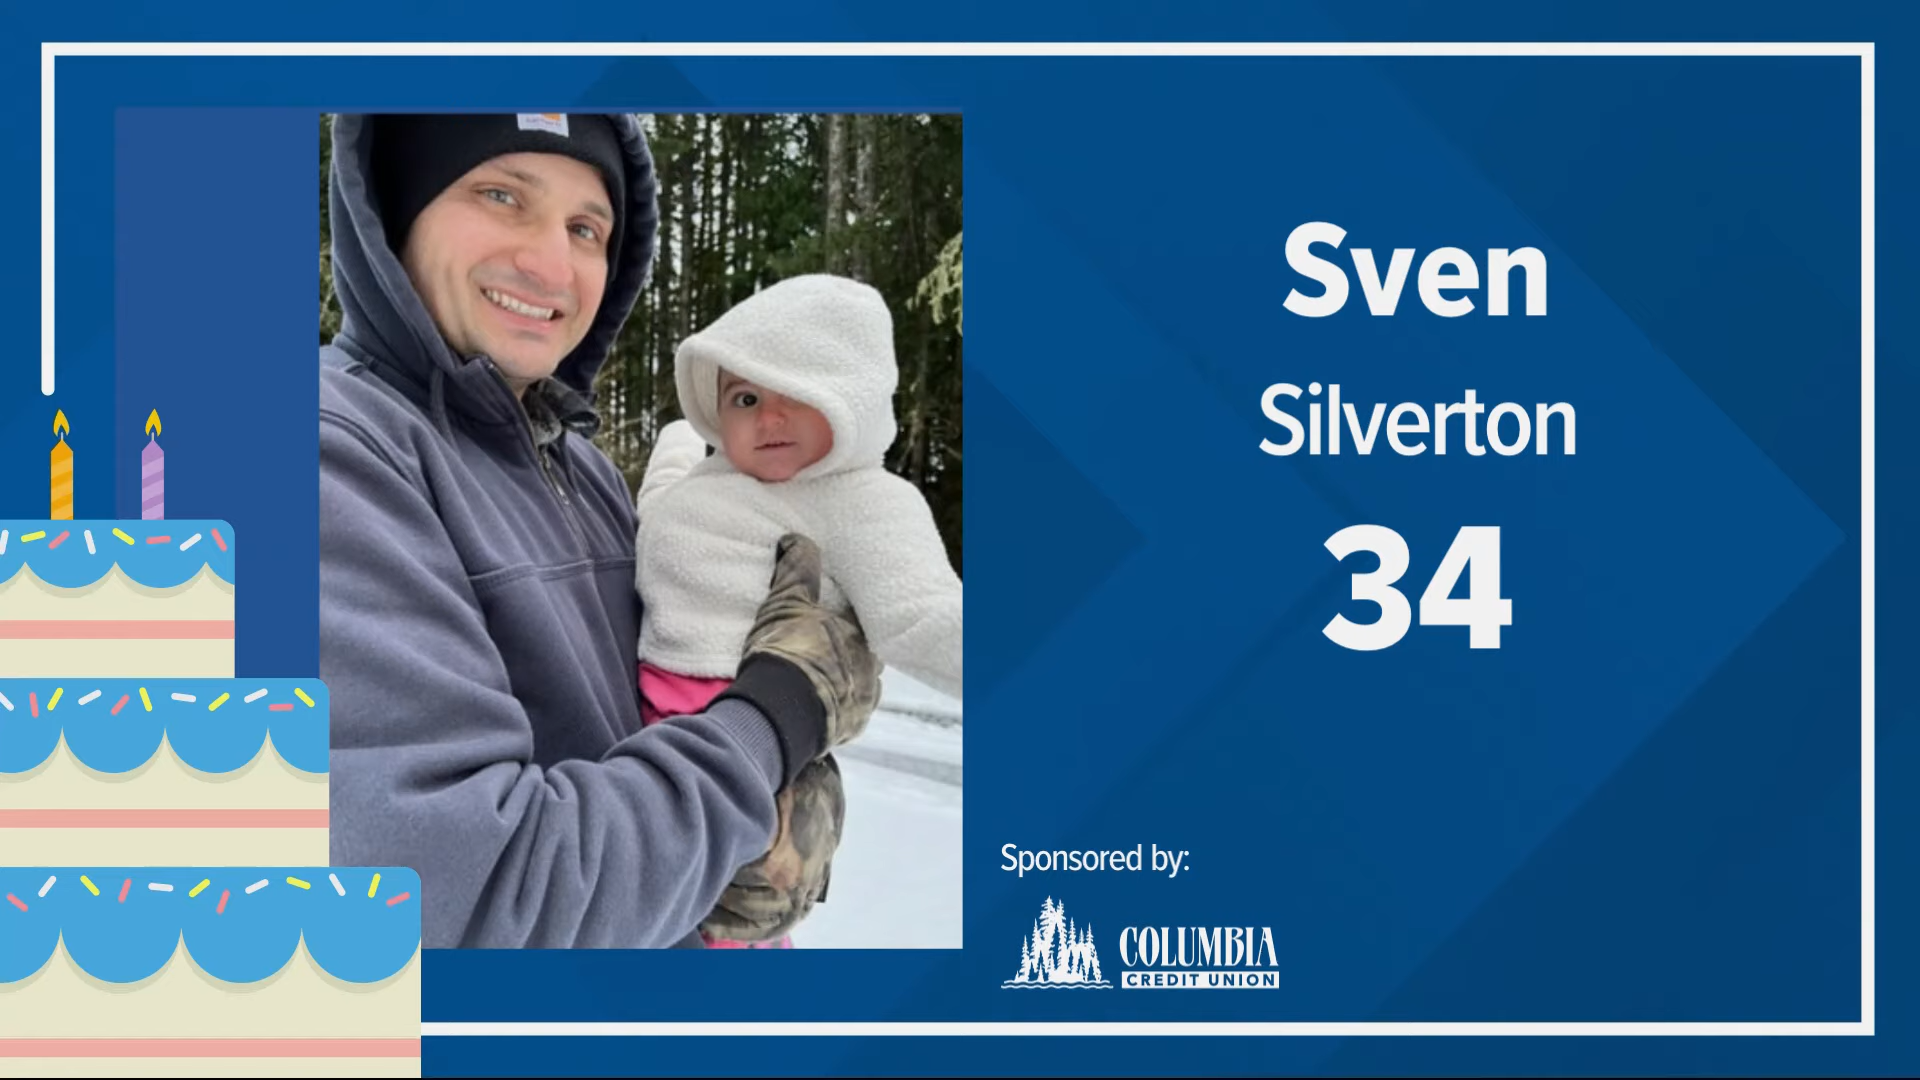 Sven
Silverton
34
Sponsored by:
COLUMBIA
CREDIT UNION